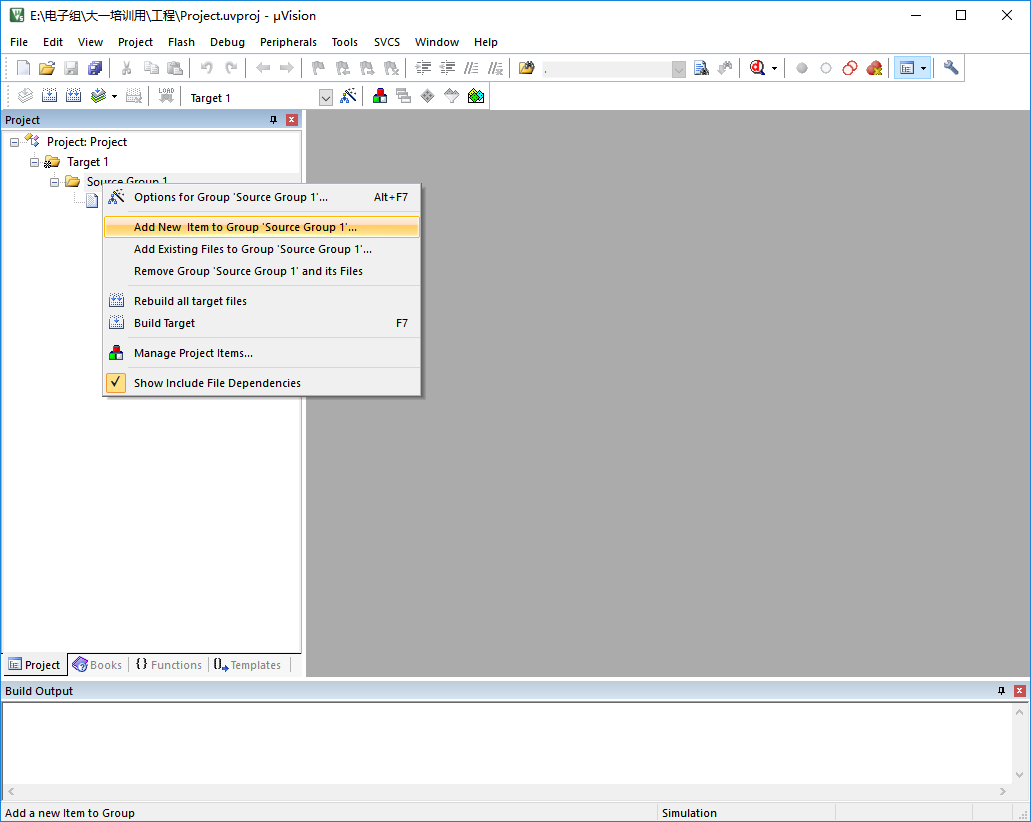 E:\电子组\大一培训用\工程\Project.uvproj - µVision
File Edit View Project Flash Debug Peripherals Tools SVCS Window Help
LOAD
Target 1
Project
Project: Project
Target 1
Source Group 1
Options for Group 'Source Group 1'... Alt+F7
Add New  Item to Group 'Source Group 1'...
Add Existing Files to Group 'Source Group 1'...
Remove Group 'Source Group 1' and its Files
Rebuild all target files
Build Target F7
Manage Project Items...
Show Include File Dependencies
Project Books {} Functions Templates
Build Output
Add a new Item to Group Simulation